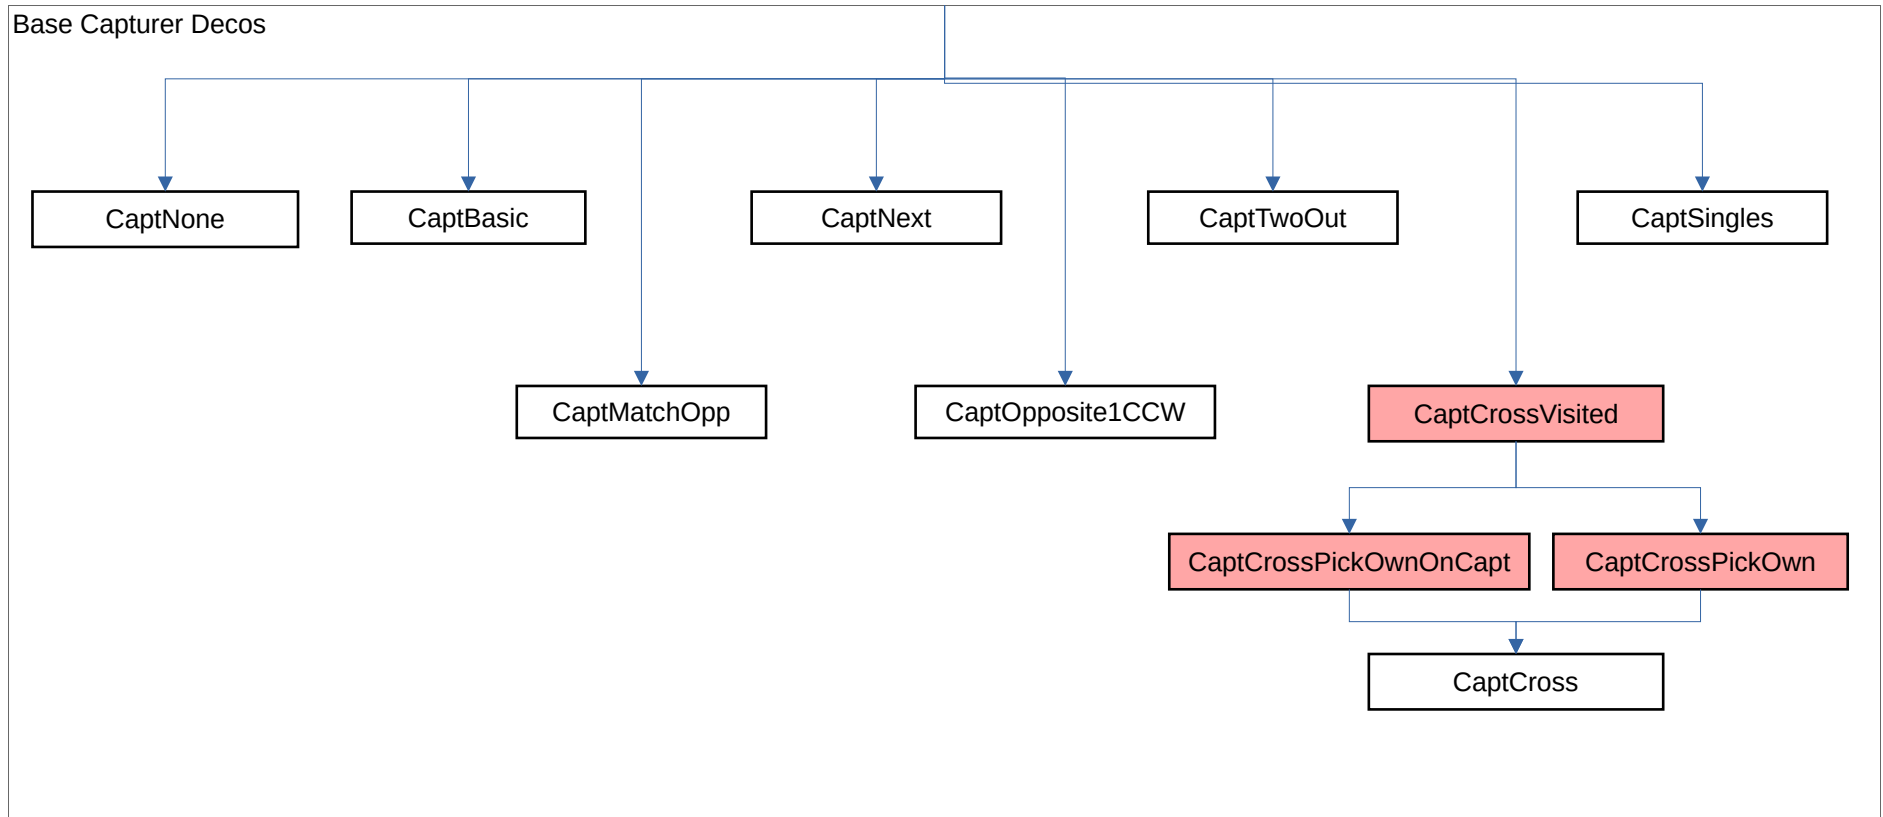 Base Capturer Decos
CaptNone
CaptBasic
CaptNext
CaptTwoOut
CaptSingles
CaptMatchOpp
CaptOpposite1CCW
CaptCrossVisited
CaptCrossPickOwnOnCapt
CaptCrossPickOwn
CaptCross